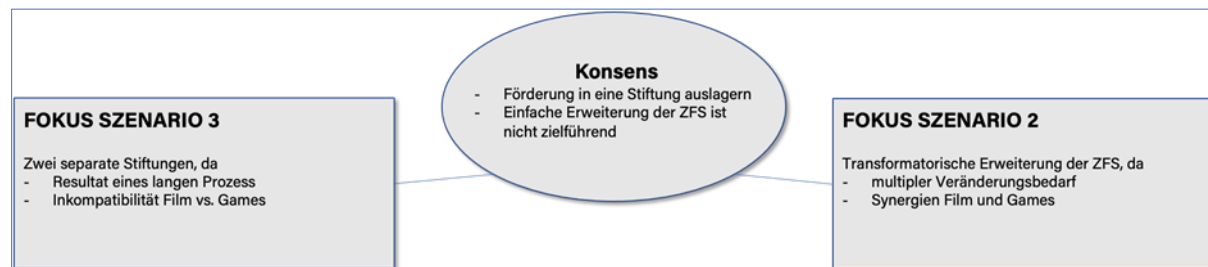 Konsens
- Förderung in eine Stiftung auslagern
- Einfache Erweiterung der ZFS ist
nicht zielführend
FOKUS SZENARIO 3
Zwei separate Stiftungen, da
- Resultat eines langen Prozess
- Inkompatibilität Film vs. Games
FOKUS SZENARIO 2
Transformatorische Erweiterung der ZFS, da
- multipler Veränderungsbedarf
- Synergien Film und Games